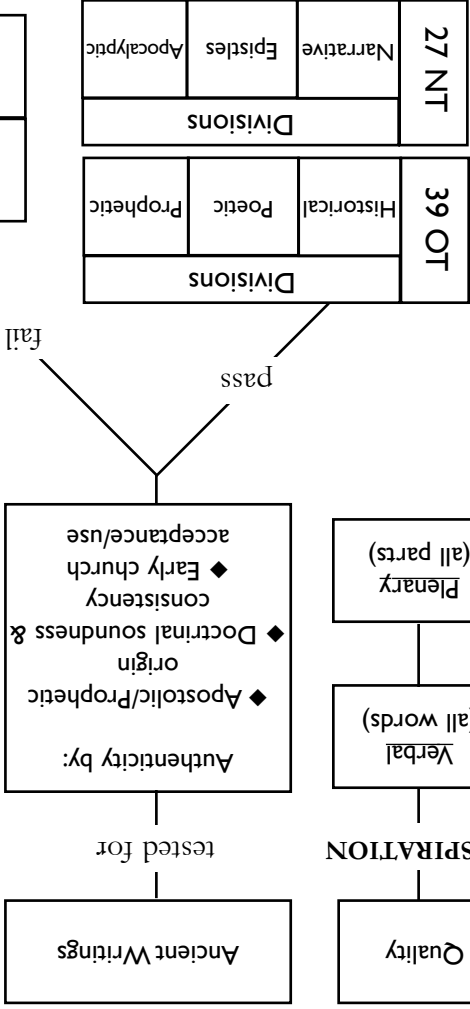 Quality
SPIRATION
Verbal
(all words)
Plenary
(all parts)
Ancient Writings
tested for
Authenticity by:
◆ Apostolic/Prophetic
origin
◆ Doctrinal soundness &
consistency
◆ Early church
acceptance/use
pass
fail
39 OT
Divisions
Historical
Poetic
Prophetic
27 NT
Divisions
Narrative
Epistles
Apocalyptic